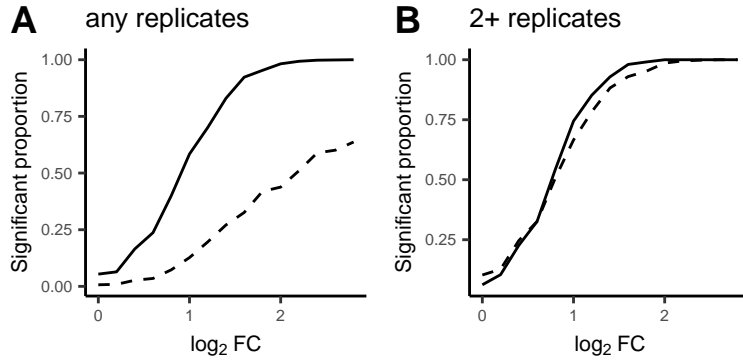 A any replicates
1.00
0.75
0.50
0.25
0.00
Significant proportion
0 1 2
log₂ FC
B 2+ replicates
1.00
0.75
0.50
0.25
Significant proportion
0 1 2
log₂ FC